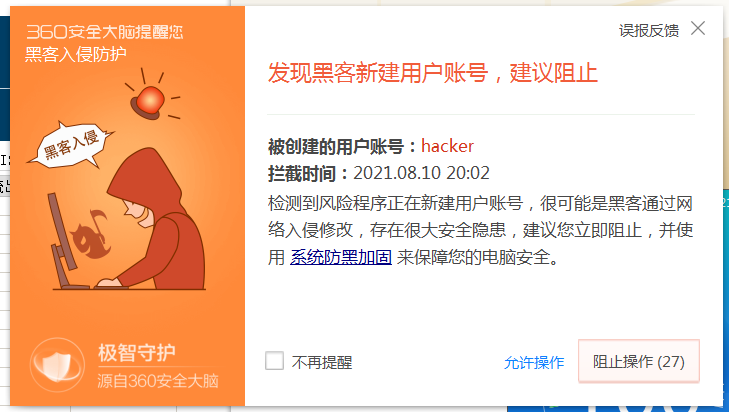 360安全大脑提醒您
黑客入侵防护
黑客入侵
极智守护
源自360安全大脑
误报反馈
发现黑客新建用户账号，建议阻止
被创建的用户账号：hacker
拦截时间：2021.08.10 20:02
检测到风险程序正在新建用户账号，很可能是黑客通过网
络入侵修改，存在很大安全隐患，建议您立即阻止，并使
用 系统防黑加固 来保障您的电脑安全。
不再提醒
允许操作
阻止操作 (27)